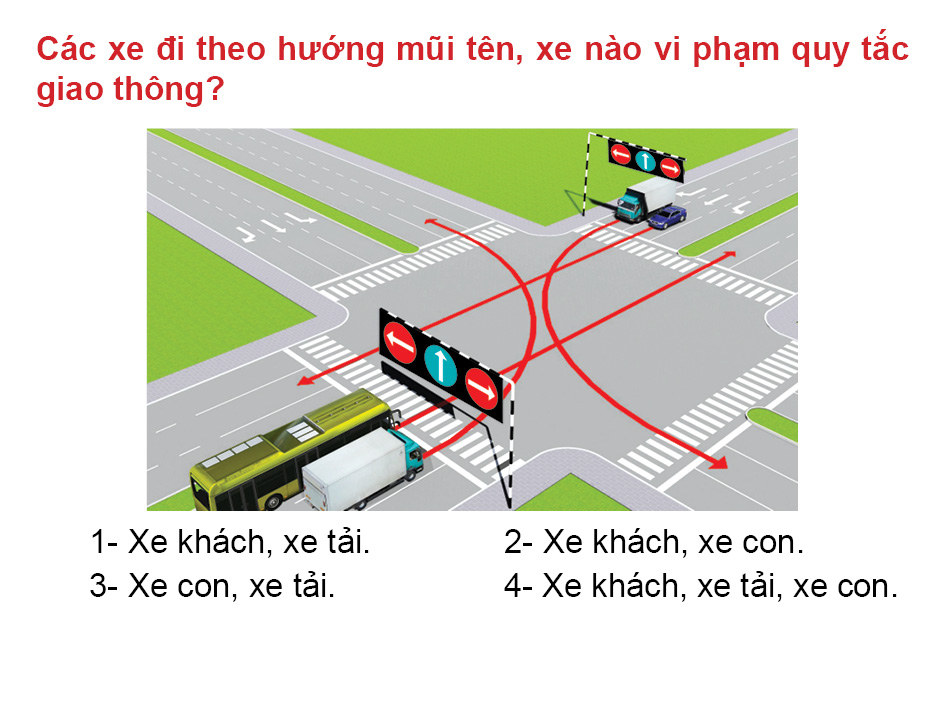 Các xe đi theo hướng mũi tên, xe nào vi phạm quy tắc
giao thông?
1- Xe khách, xe tải.
2- Xe khách, xe con.
3- Xe con, xe tải.
4- Xe khách, xe tải, xe con.